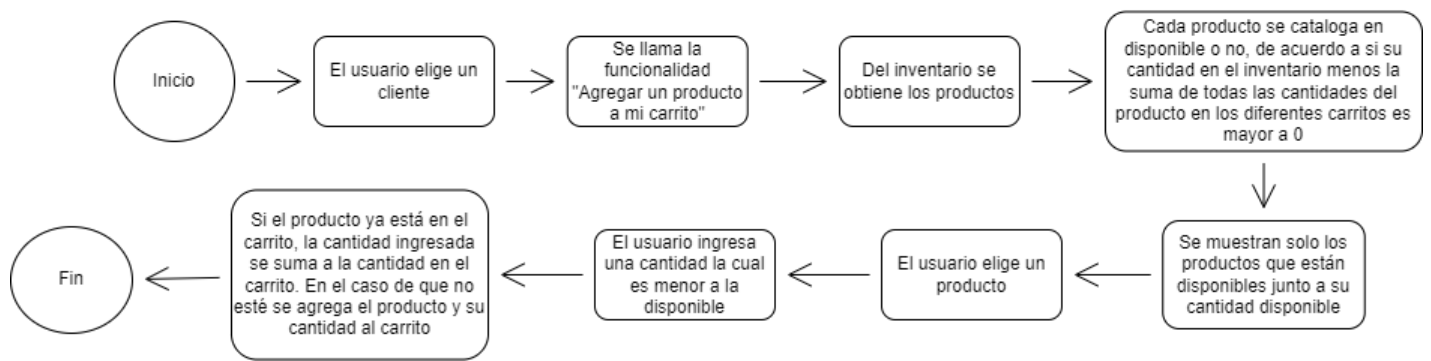 Inicio
El usuario elige un
cliente
Se llama la
funcionalidad
"Agregar un producto
a mi carrito"
Del inventario se
obtiene los productos
Cada producto se cataloga en
disponible o no, de acuerdo a si su
cantidad en el inventario menos la
suma de todas las cantidades del
producto en los diferentes carritos es
mayor a 0
Se muestran solo los
productos que están
disponibles junto a su
cantidad disponible
El usuario elige un
producto
El usuario ingresa
una cantidad la cual
es menor a la
disponible
Si el producto ya está en el
carrito, la cantidad ingresada
se suma a la cantidad en el
carrito. En el caso de que no
esté se agrega el producto y su
cantidad al carrito
Fin